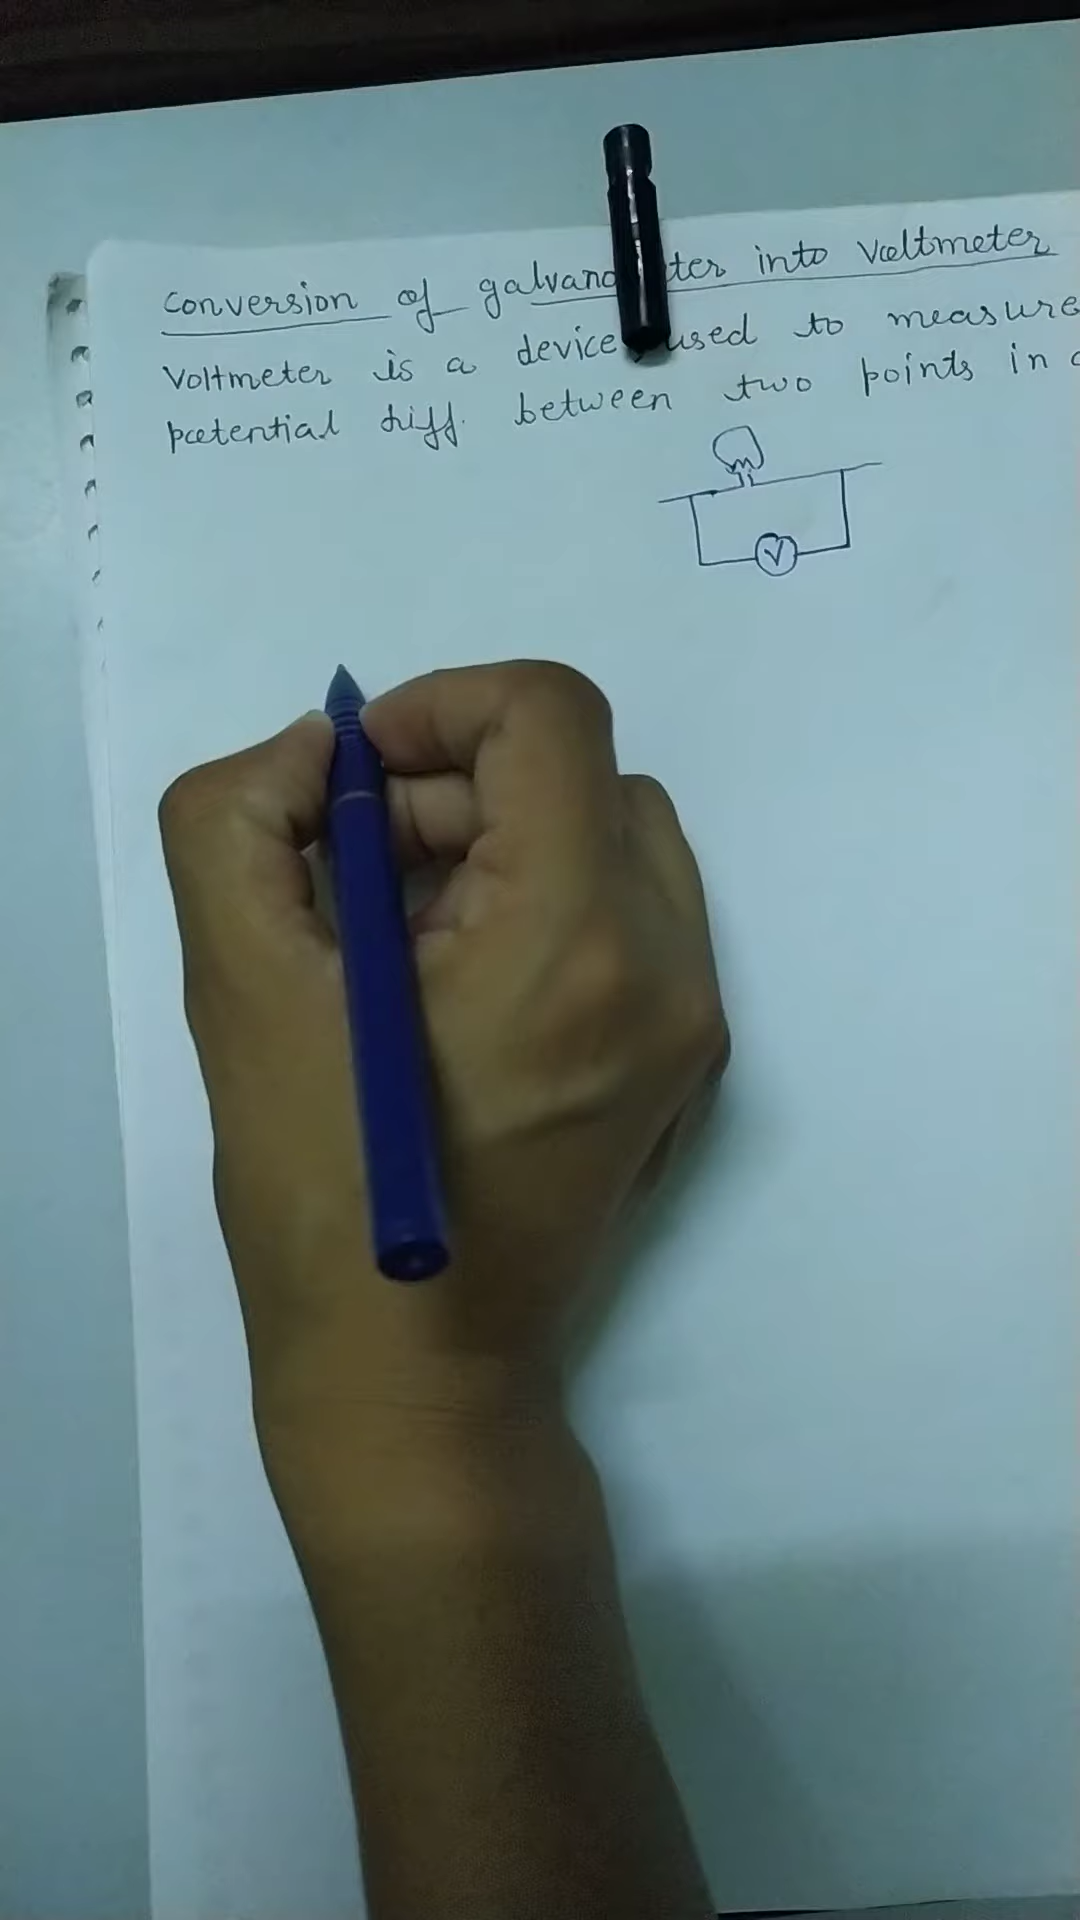 conversion of galvano ter into Voltmeter
Voltmeter is a device, used to measure
potential diff. between two points in
V